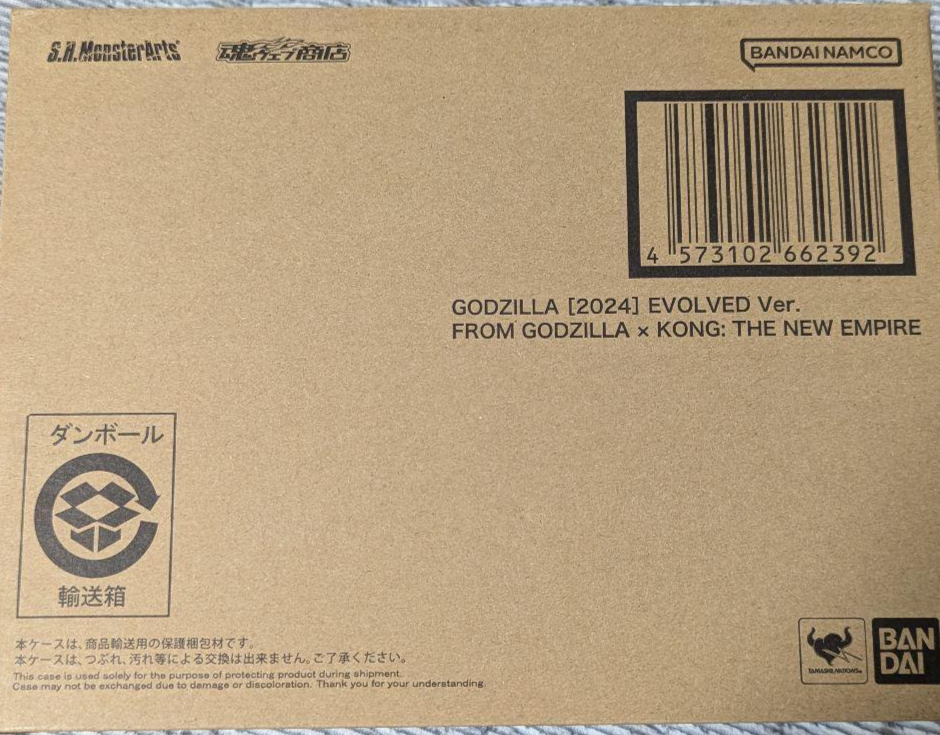 S.H.MonsterArts
魂ウェブ商店
BANDAI NAMCO
4 573102 662392
GODZILLA [2024] EVOLVED Ver.
FROM GODZILLA × KONG: THE NEW EMPIRE
ダンボール
輸送箱
本ケースは、商品輸送用の保護梱包材です。
本ケースは、つぶれ、汚れ等による交換は出来ません。ご了承ください。
This case is used solely for the purpose of protecting product during shipment.
Case may not be exchanged due to damage or discoloration. Thank you for your understanding.
TAMASHII NATIONS
BAN
DAI